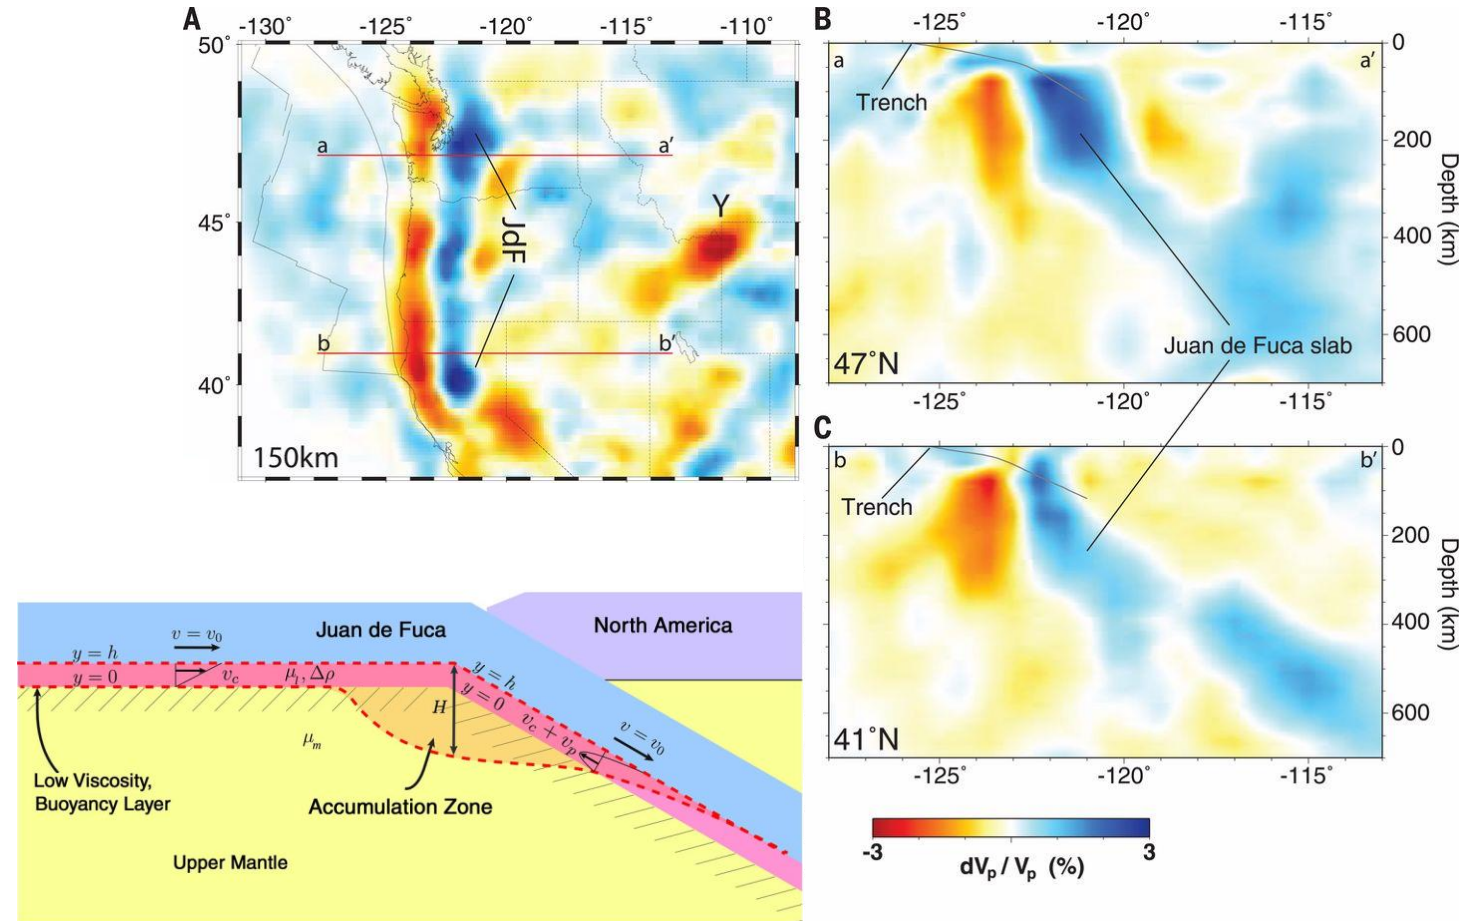 A
-130˚ -125˚ -120˚ -115˚ -110˚
50˚
45˚
40˚
a a′
b b′
JdF
Y
150km
B
-125˚ -120˚ -115˚
a a′
Trench
0
200
400
600
Depth (km)
Juan de Fuca slab
47˚N
-125˚ -120˚ -115˚
C
b b′
Trench
0
200
400
600
Depth (km)
41˚N
-125˚ -120˚ -115˚
-3 3
dVp / Vp (%)
v = v0
Juan de Fuca
North America
y = h
y = 0
vc
μl, Δρ
y = h
y = 0
H
vc + vp
v = v0
μm
Low Viscosity,
Buoyancy Layer
Accumulation Zone
Upper Mantle